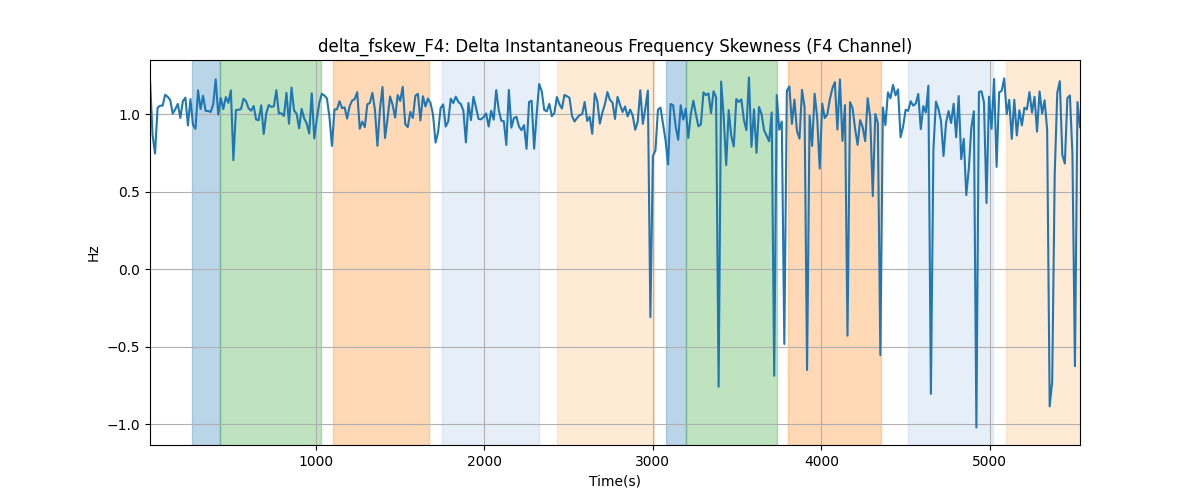 delta_fskew_F4: Delta Instantaneous Frequency Skewness (F4 Channel)
Hz
1.0
0.5
0.0
−0.5
−1.0
1000 2000 3000 4000 5000
Time(s)